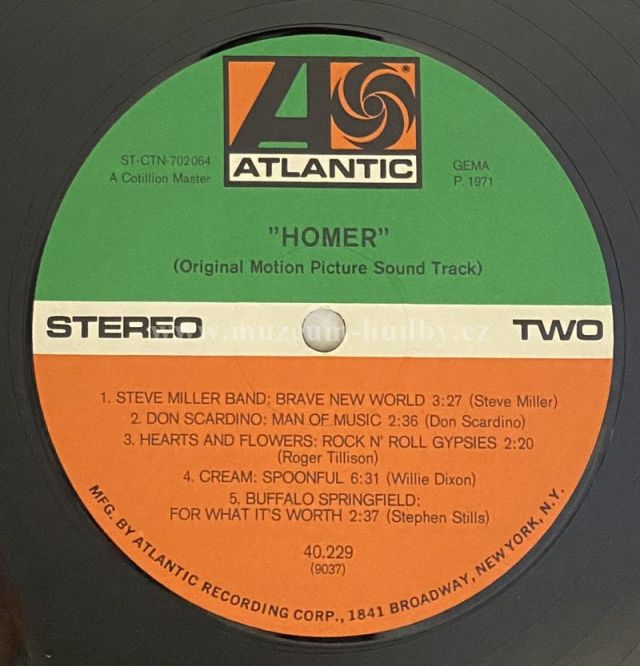 ®
ATLANTIC
ST-CTN-702064
A Cotillion Master
GEMA
P. 1971
"HOMER"
(Original Motion Picture Sound Track)
STEREO
TWO
www.muzeum-hudby.cz
1. STEVE MILLER BAND; BRAVE NEW WORLD 3:27 (Steve Miller)
2. DON SCARDINO: MAN OF MUSIC 2:36 (Don Scardino)
3. HEARTS AND FLOWERS: ROCK N' ROLL GYPSIES 2:20
(Roger Tillison)
4. CREAM: SPOONFUL 6:31 (Willie Dixon)
5. BUFFALO SPRINGFIELD:
FOR WHAT IT'S WORTH 2:37 (Stephen Stills)
40.229
(9037)
MFG. BY ATLANTIC RECORDING CORP., 1841 BROADWAY, NEW YORK, N.Y.